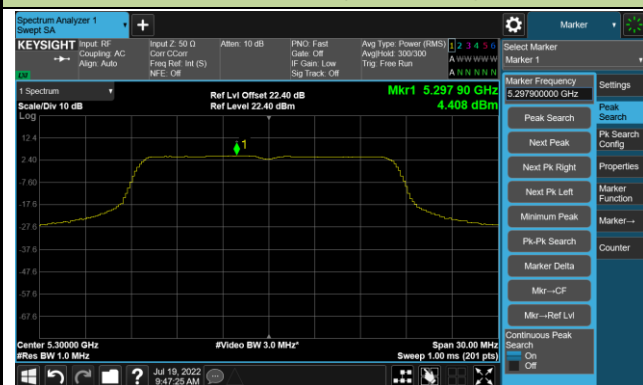 Spectrum Analyzer 1
Swept SA
Marker
KEYSIGHT
Input: RF
Coupling: AC
Align: Auto
Input Z: 50 Ω
Corr CCorr
Freq Ref: Int (S)
NFE: Off
Atten: 10 dB
PNO: Fast
Gate: Off
IF Gain: Low
Sig Track: Off
Avg Type: Power (RMS)
Avg|Hold: 300/300
Trig: Free Run
1 2 3 4 5 6
A W W W W W
A N N N N N
Select Marker
Marker 1
1 Spectrum
Scale/Div 10 dB
Log
Ref Lvl Offset 22.40 dB
Ref Level 22.40 dBm
Mkr1 5.297 90 GHz
4.408 dBm
1
12.4
2.40
-7.60
-17.6
-27.6
-37.6
-47.6
-57.6
-67.6
Center 5.30000 GHz
#Res BW 1.0 MHz
#Video BW 3.0 MHz*
Span 30.00 MHz
Sweep 1.00 ms (201 pts)
Marker Frequency
5.297900000 GHz
Peak Search
Next Peak
Next Pk Right
Next Pk Left
Minimum Peak
Pk-Pk Search
Marker Delta
Mkr→CF
Mkr→Ref Lvl
Continuous Peak
Search
On
Off
Settings
Peak
Search
Pk Search
Config
Properties
Marker
Function
Marker→
Counter
?
Jul 19, 2022
9:47:25 AM